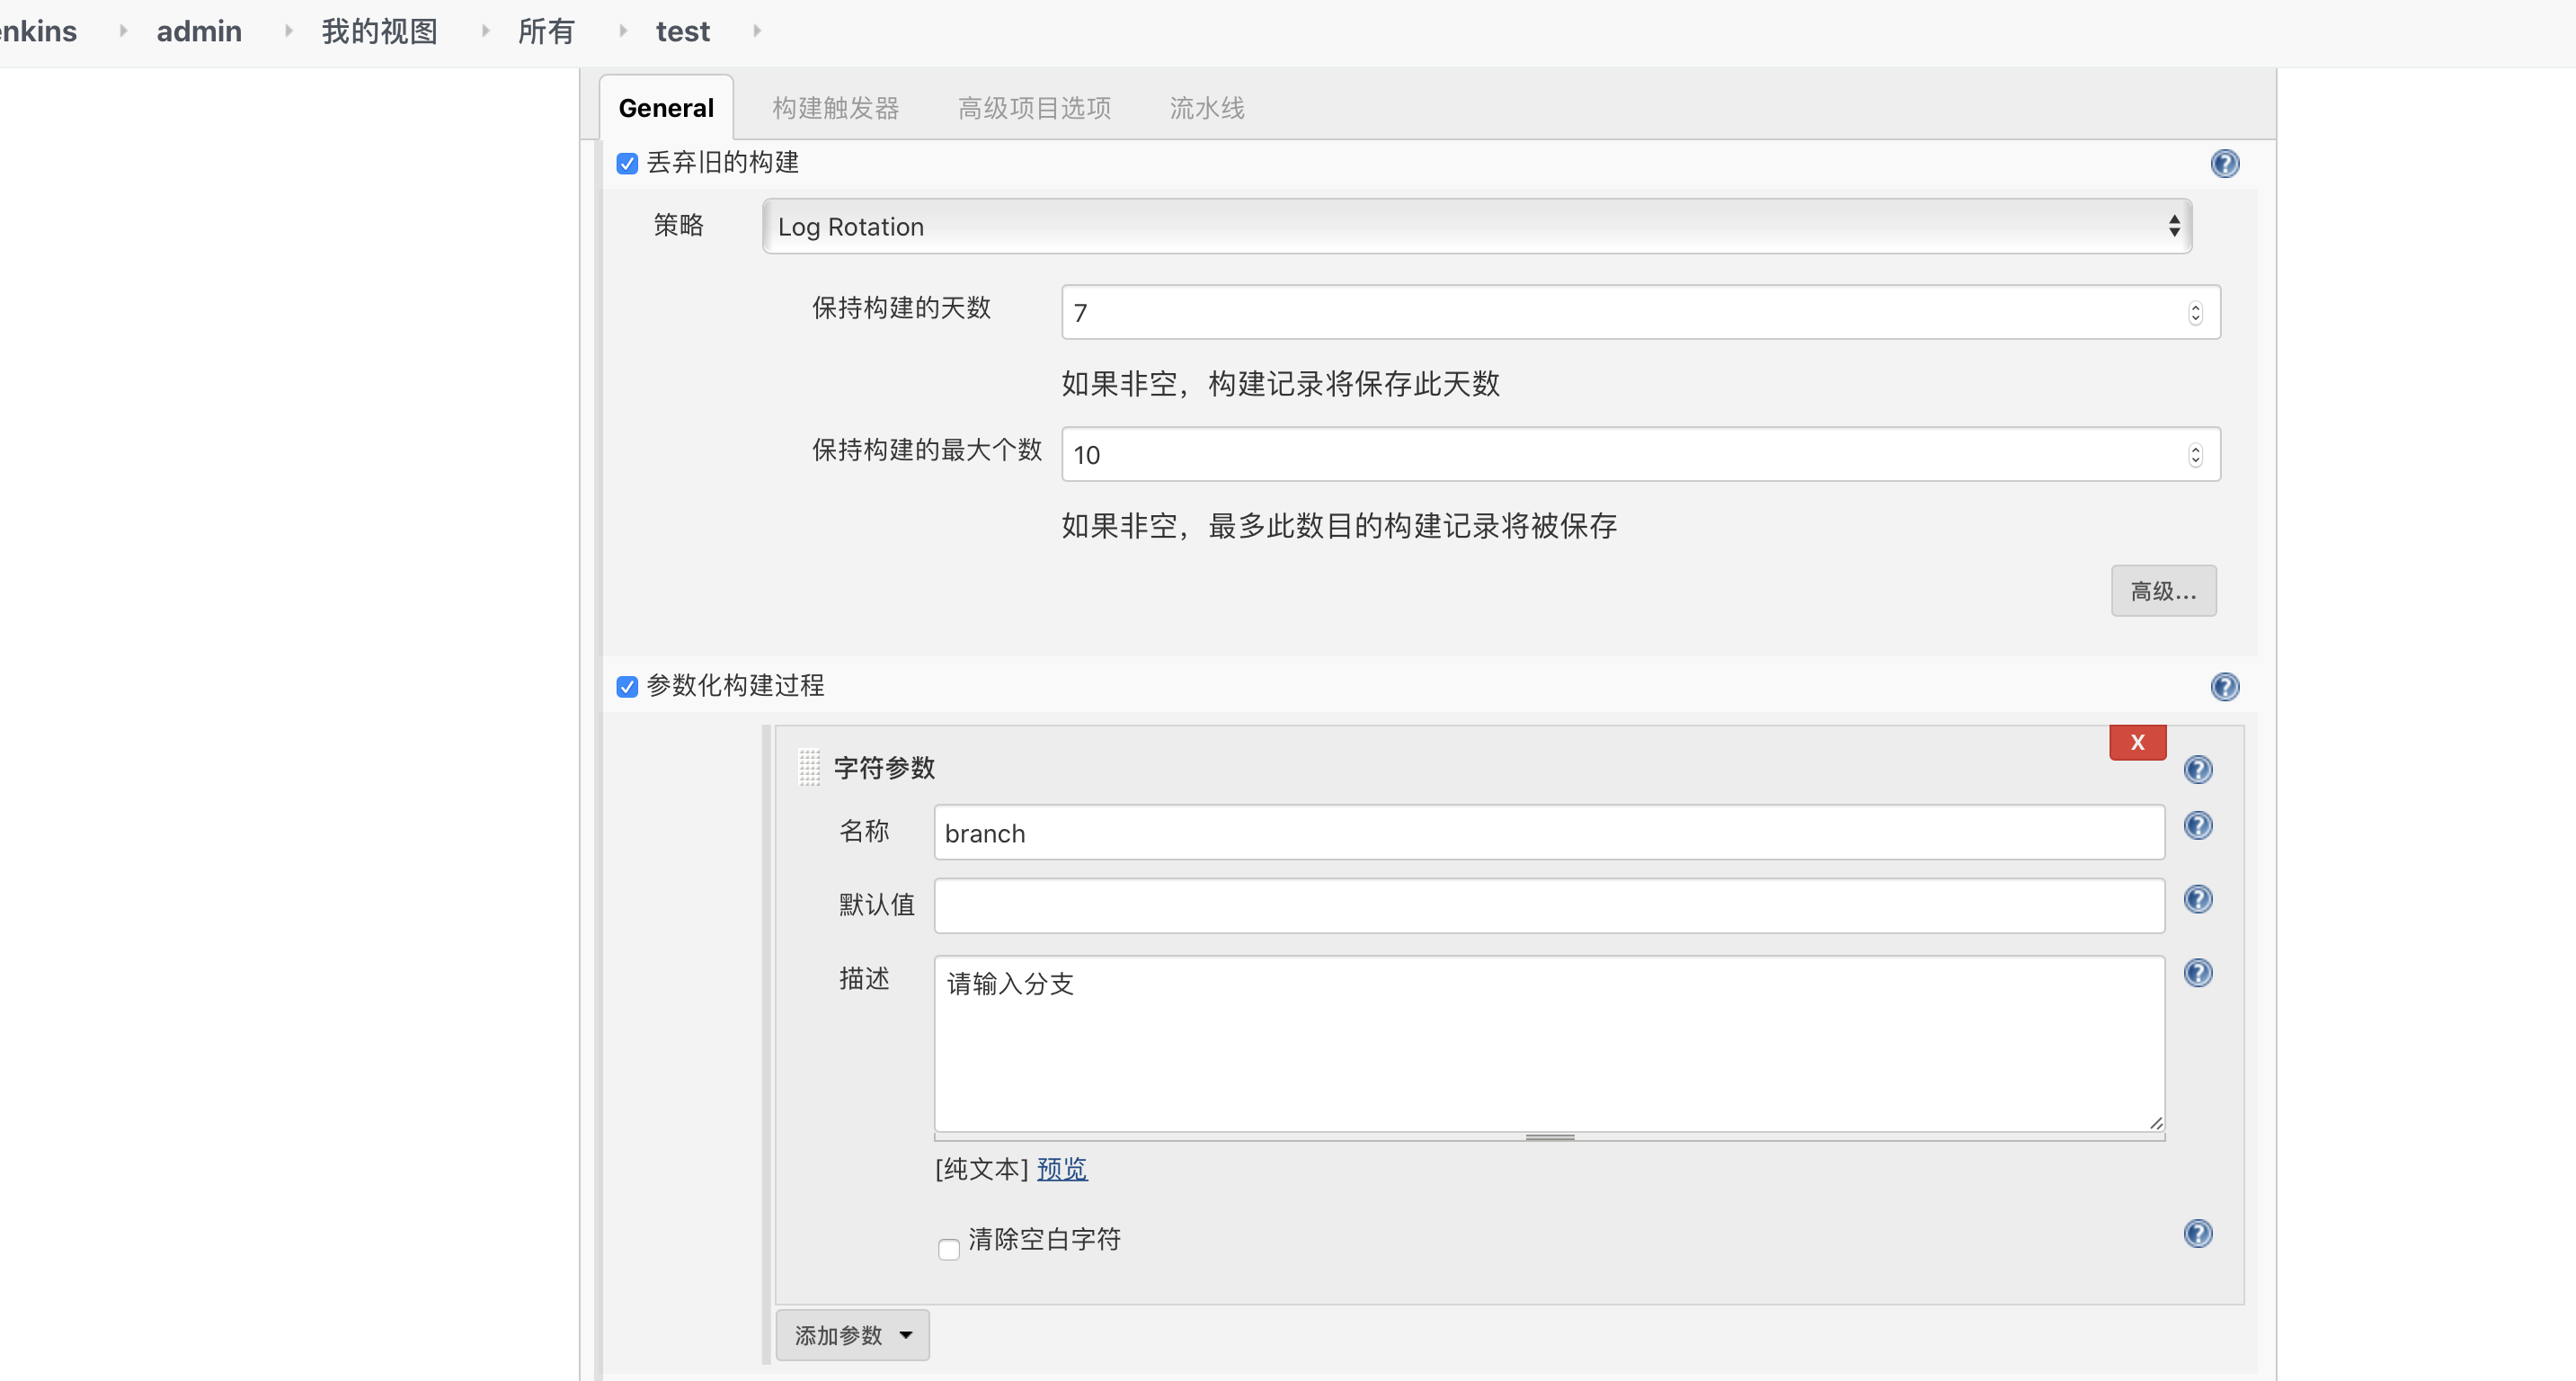 enkins admin 我的视图 所有 test
General 构建触发器 高级项目选项 流水线
丢弃旧的构建
策略 Log Rotation
保持构建的天数 7
如果非空，构建记录将保存此天数
保持构建的最大个数 10
如果非空，最多此数目的构建记录将被保存
高级...
参数化构建过程
X
字符参数
名称 branch
默认值
描述 请输入分支
[纯文本] 预览
清除空白字符
添加参数